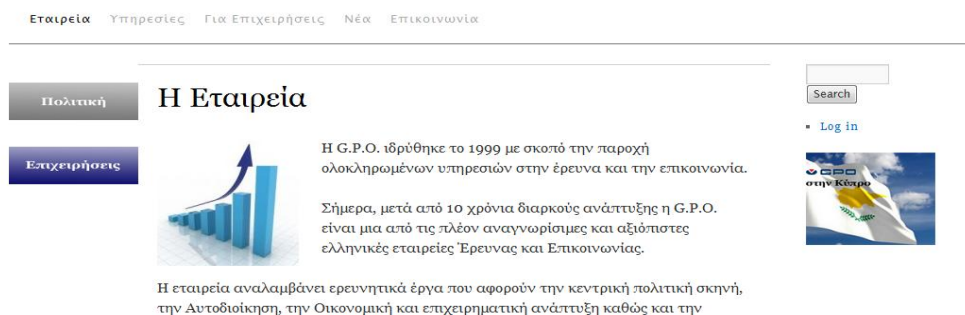 Εταιρεία Υπηρεσίες Για Επιχειρήσεις Νέα Επικοινωνία
Πολιτική
Επιχειρήσεις
Η Εταιρεία
Η G.P.O. ιδρύθηκε το 1999 με σκοπό την παροχή
ολοκληρωμένων υπηρεσιών στην έρευνα και την επικοινωνία.
Σήμερα, μετά από 10 χρόνια διαρκούς ανάπτυξης η G.P.O.
είναι μια από τις πλέον αναγνωρίσιμες και αξιόπιστες
ελληνικές εταιρείες Έρευνας και Επικοινωνίας.
Η εταιρεία αναλαμβάνει ερευνητικά έργα που αφορούν την κεντρική πολιτική σκηνή,
την Αυτοδιοίκηση, την Οικονομική και επιχειρηματική ανάπτυξη καθώς και την
Search
Log in
GPO
στην Κύπρο